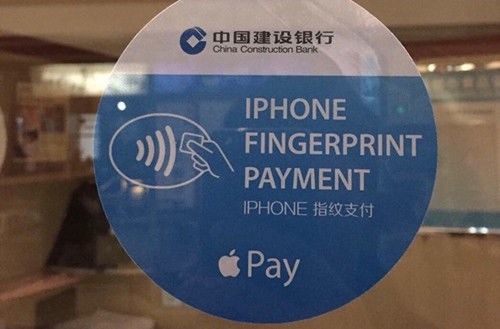 中国建设银行
China Construction Bank
IPHONE
FINGERPRINT
PAYMENT
IPHONE 指纹支付
Pay